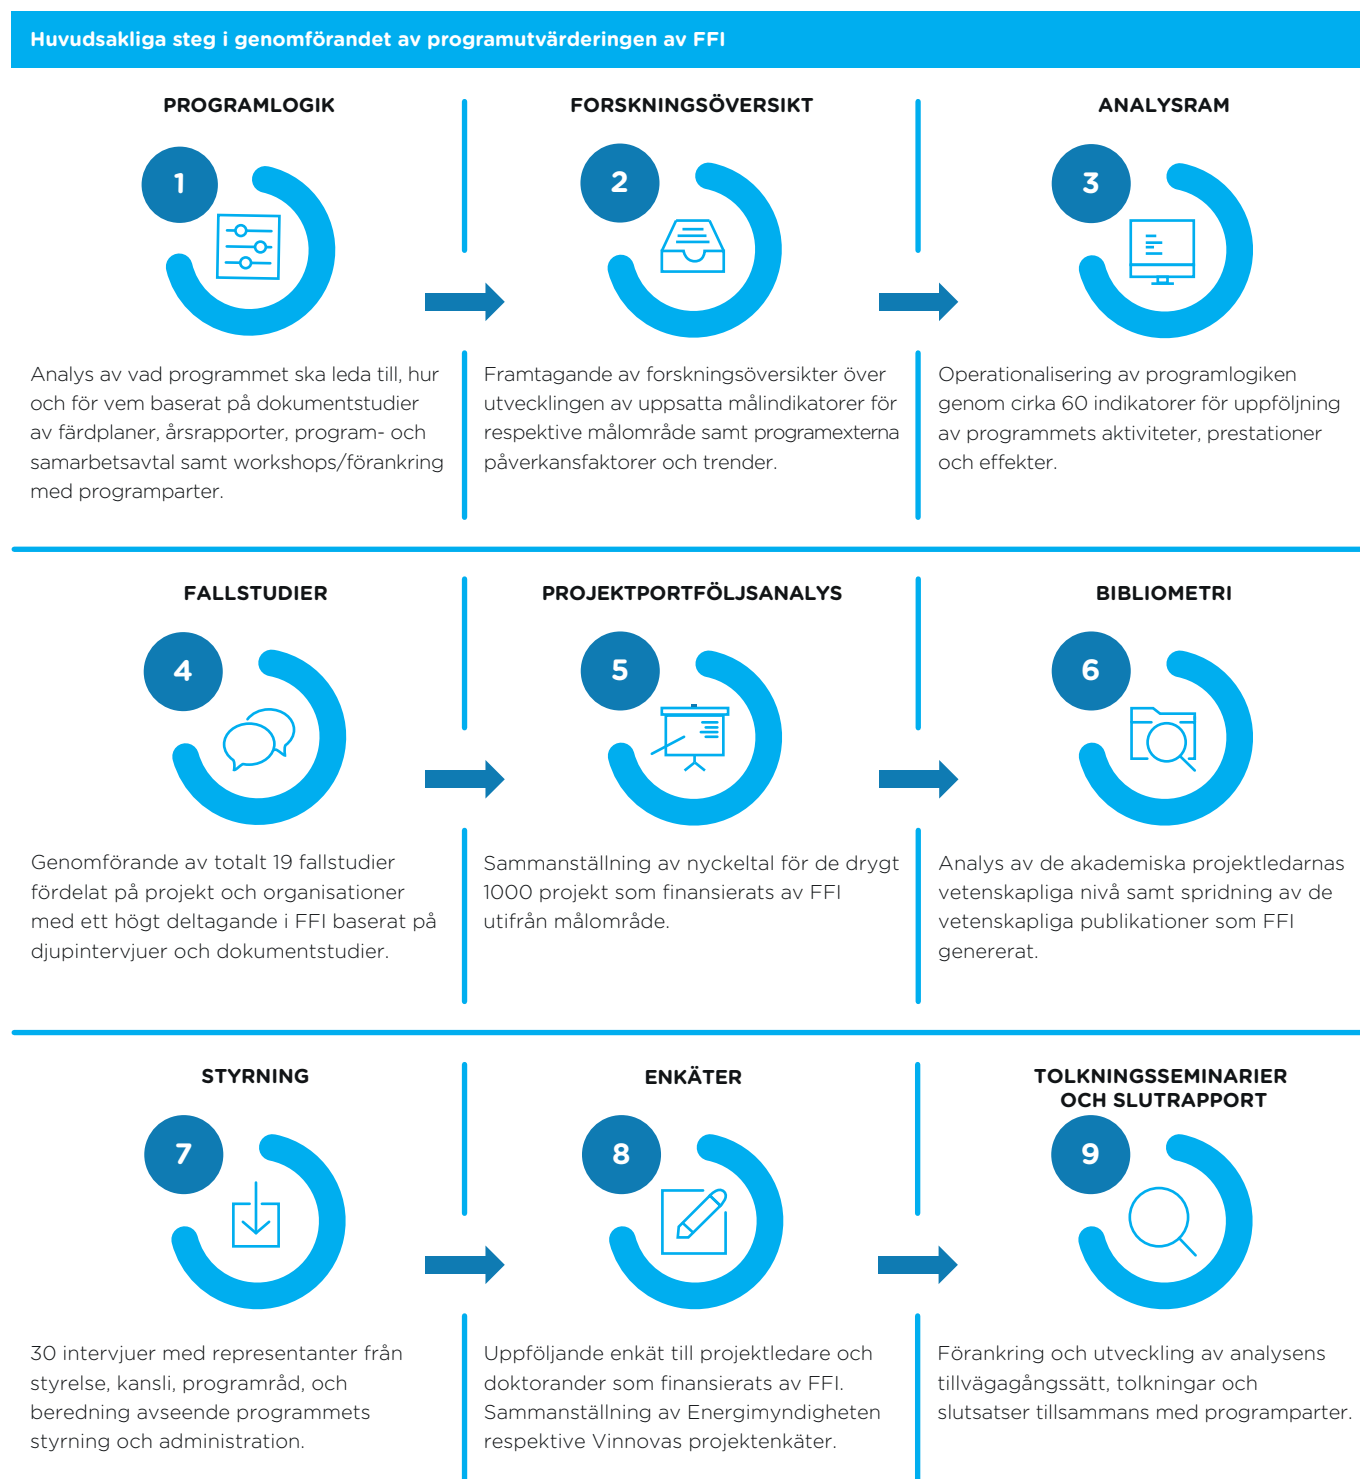 Huvudsakliga steg i genomförandet av programutvärderingen av FFI
PROGRAMLOGIK
1
Analys av vad programmet ska leda till, hur
och för vem baserat på dokumentstudier
av färdplaner, årsrapporter, program- och
samarbetsavtal samt workshops/förankring
med programparter.
FORSKNINGSÖVERSIKT
2
Framtagande av forskningsöversikter över
utvecklingen av uppsatta målindikatorer för
respektive målområde samt programexterna
påverkansfaktorer och trender.
ANALYSRAM
3
Operationalisering av programlogiken
genom cirka 60 indikatorer för uppföljning
av programmets aktiviteter, prestationer
och effekter.
FALLSTUDIER
4
Genomförande av totalt 19 fallstudier
fördelat på projekt och organisationer
med ett högt deltagande i FFI baserat på
djupintervjuer och dokumentstudier.
PROJEKTPORTFÖLJSANALYS
5
Sammanställning av nyckeltal för de drygt
1000 projekt som finansierats av FFI
utifrån målområde.
BIBLIOMETRI
6
Analys av de akademiska projektledarnas
vetenskapliga nivå samt spridning av de
vetenskapliga publikationer som FFI
genererat.
STYRNING
7
30 intervjuer med representanter från
styrelse, kansli, programråd, och
beredning avseende programmets
styrning och administration.
ENKÄTER
8
Uppföljande enkät till projektledare och
doktorander som finansierats av FFI.
Sammanställning av Energimyndigheten
respektive Vinnovas projektenkäter.
TOLKNINGSSEMINARIER
OCH SLUTRAPPORT
9
Förankring och utveckling av analysens
tillvägagångssätt, tolkningar och
slutsatser tillsammans med programparter.